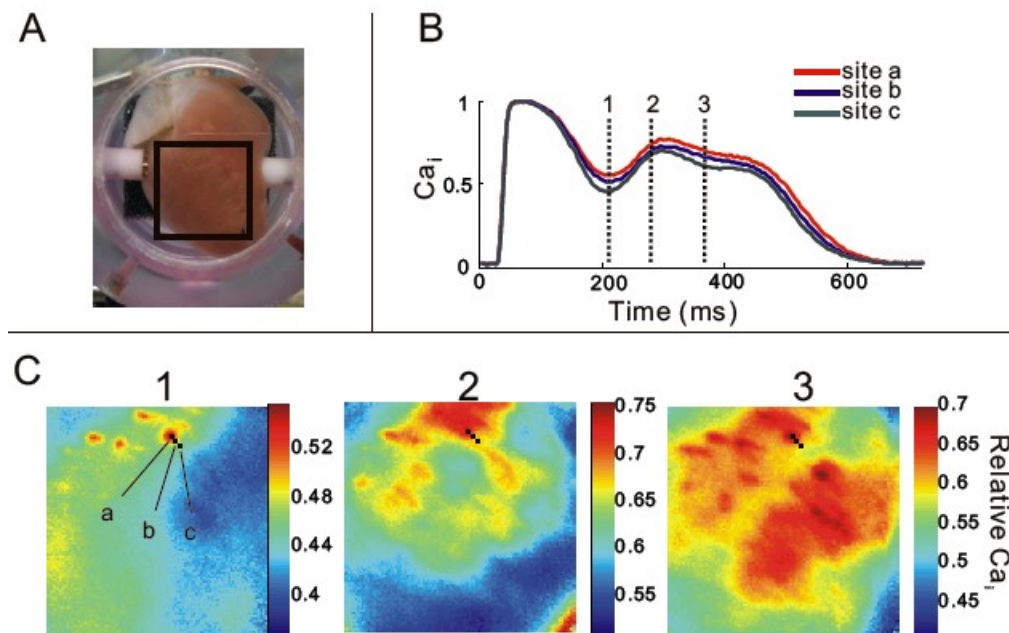 A
B
site a
site b
site c
1 2 3
1
0.5
0
Ca i
0 200 400 600
Time (ms)
C
1
2
3
a
b
c
0.52
0.48
0.44
0.4
0.75
0.7
0.65
0.6
0.55
0.7
0.65
0.6
0.55
0.5
0.45
Relative Ca i